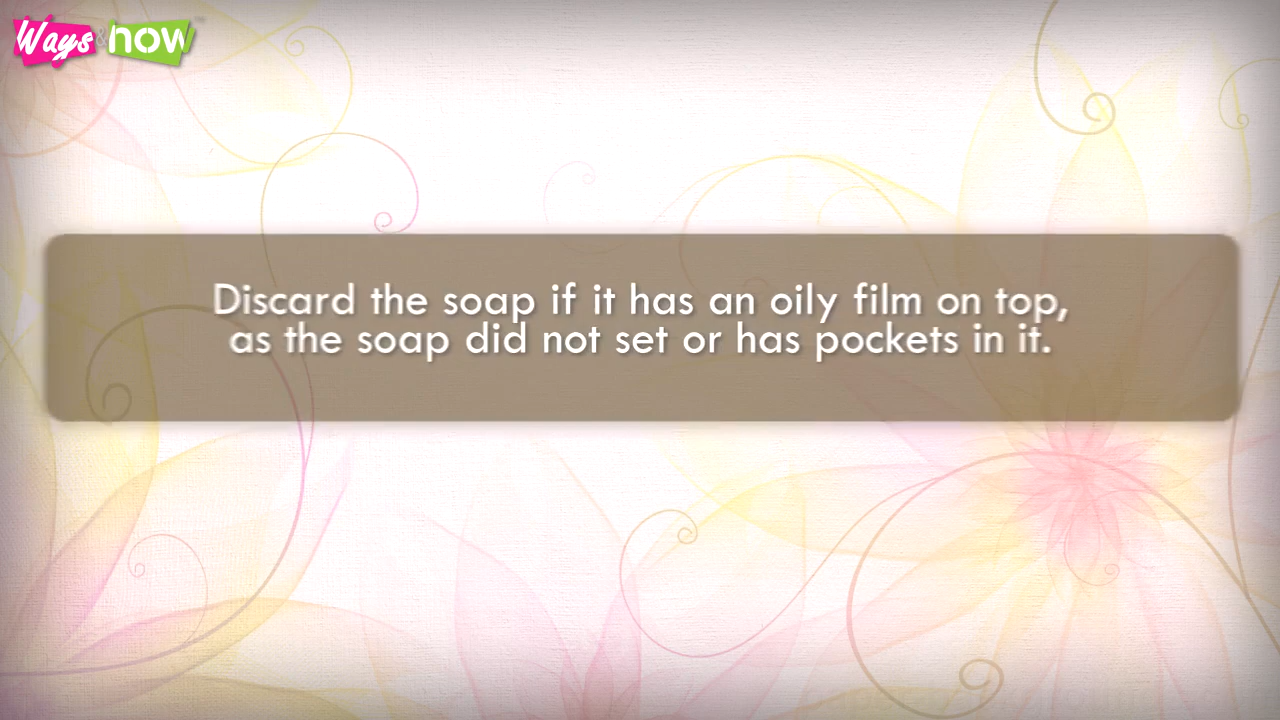 Ways & how
Discard the soap if it has an oily film on top,
as the soap did not set or has pockets in it.